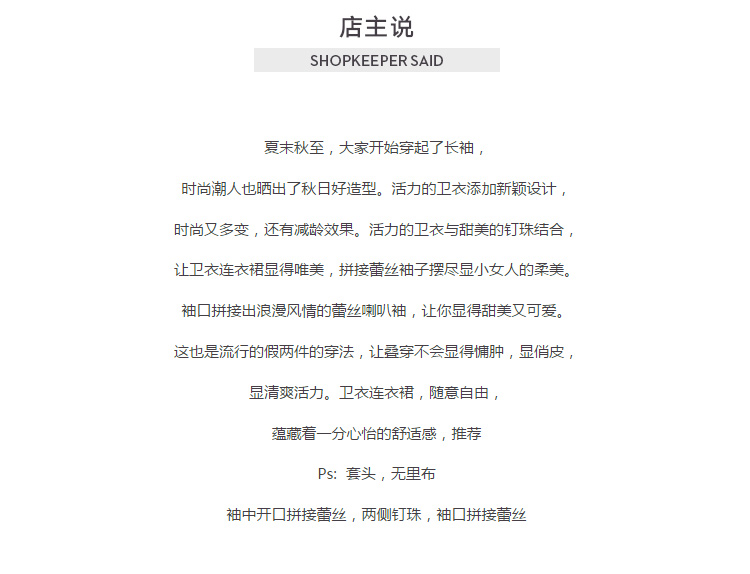 店主说
SHOPKEEPER SAID
夏末秋至，大家开始穿起了长袖，
时尚潮人也晒出了秋日好造型。活力的卫衣添加新颖设计，
时尚又多变，还有减龄效果。活力的卫衣与甜美的钉珠结合，
让卫衣连衣裙显得唯美，拼接蕾丝袖子摆尽显小女人的柔美。
袖口拼接出浪漫风情的蕾丝喇叭袖，让你显得甜美又可爱。
这也是流行的假两件的穿法，让叠穿不会显得慵肿，显俏皮，
显清爽活力。卫衣连衣裙，随意自由，
蕴藏着一分心怡的舒适感，推荐
Ps:  套头，无里布
袖中开口拼接蕾丝，两侧钉珠，袖口拼接蕾丝